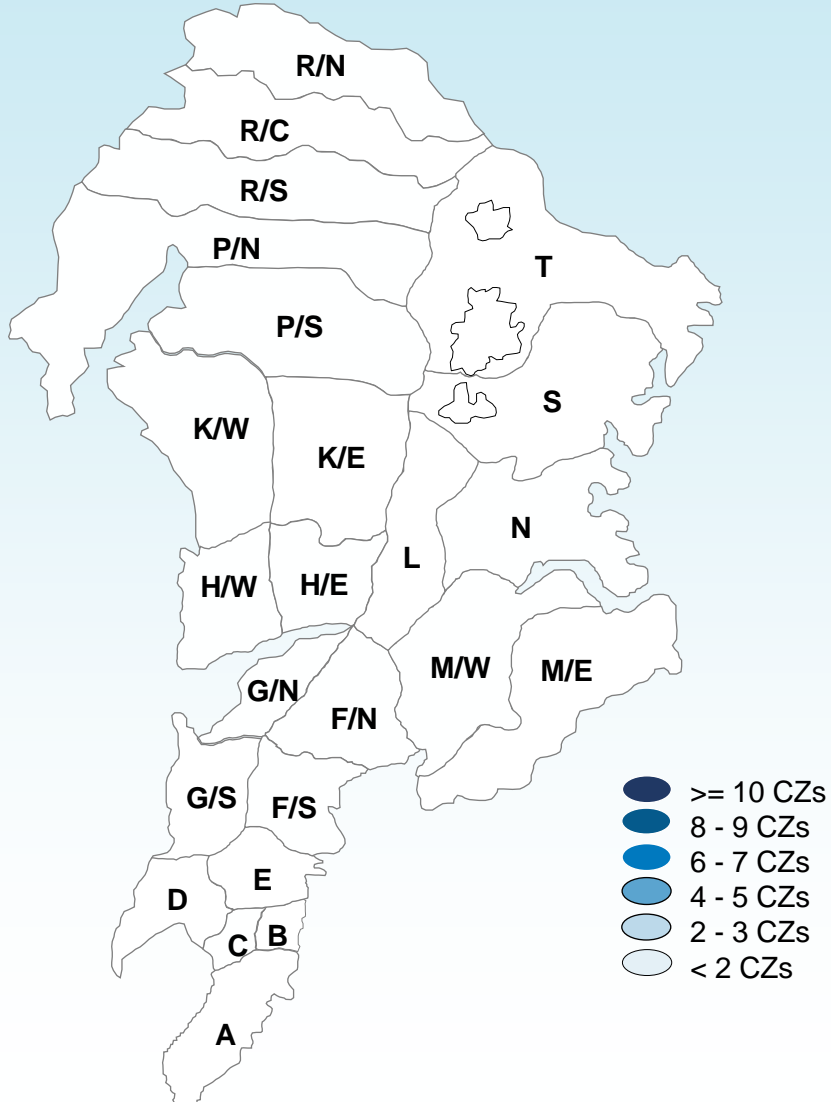 R/N
R/C
R/S
P/N
T
P/S
S
K/W
K/E
N
L
H/W
H/E
M/W
M/E
G/N
F/N
G/S
F/S
E
D
C
B
A
>= 10 CZs
8 - 9 CZs
6 - 7 CZs
4 - 5 CZs
2 - 3 CZs
< 2 CZs